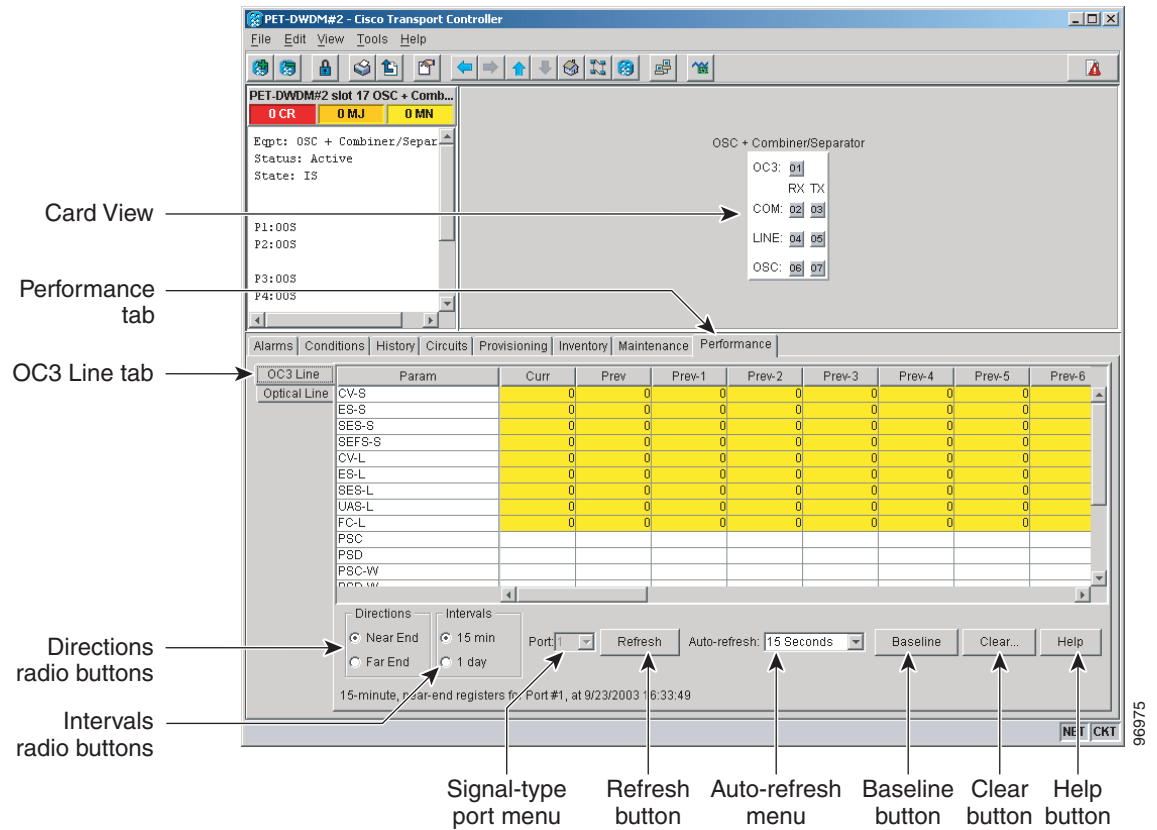 PET-DWDM#2 - Cisco Transport Controller
File Edit View Tools Help
PET-DWDM#2 slot 17 OSC + Comb...
0 CR 0 MJ 0 MN
Eqpt: OSC + Combiner/Separ
Status: Active
State: IS
P1:OOS
P2:OOS
P3:OOS
P4:OOS
OSC + Combiner/Separator
OC3: 01
RX TX
COM: 02 03
LINE: 04 05
OSC: 06 07
Card View
Performance
tab
OC3 Line tab
Alarms Conditions History Circuits Provisioning Inventory Maintenance Performance
OC3 Line
Optical Line
Param Curr Prev Prev-1 Prev-2 Prev-3 Prev-4 Prev-5 Prev-6
CV-S 0 0 0 0 0 0 0
ES-S 0 0 0 0 0 0 0
SES-S 0 0 0 0 0 0 0
SEFS-S 0 0 0 0 0 0 0
CV-L 0 0 0 0 0 0 0
ES-L 0 0 0 0 0 0 0
SES-L 0 0 0 0 0 0 0
UAS-L 0 0 0 0 0 0 0
FC-L 0 0 0 0 0 0 0
PSC
PSD
PSC-W
PSD-W
Directions Intervals
Near End 15 min Port: 1 Refresh Auto-refresh: 15 Seconds Baseline Clear... Help
Far End 1 day
15-minute, near-end registers for Port #1, at 9/23/2003 16:33:49
NET CKT
Directions
radio buttons
Intervals
radio buttons
Signal-type
port menu
Refresh
button
Auto-refresh
menu
Baseline
button
Clear
button
Help
button
96975